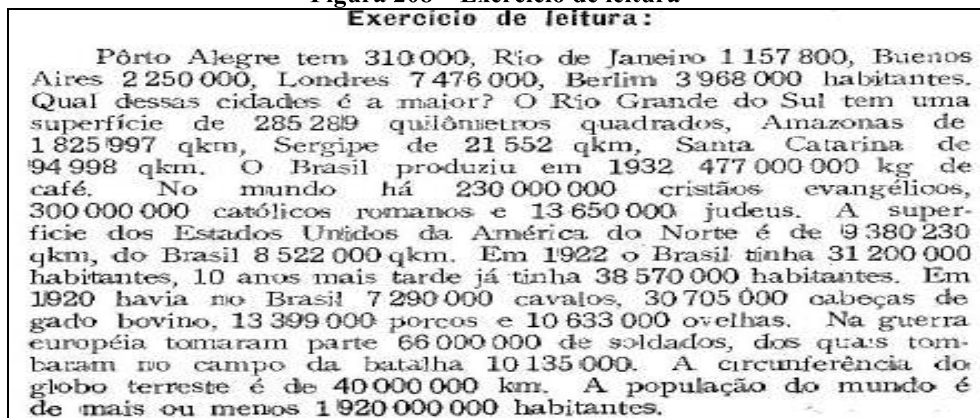 Figura 208 – Exercício de leitura
Exercício de leitura:
Pôrto Alegre tem 310 000, Rio de Janeiro 1 157 800, Buenos
Aires 2 250 000, Londres 7 476 000, Berlim 3 968 000 habitantes.
Qual dessas cidades é a maior? O Rio Grande do Sul tem uma
superfície de 285 289 quilômetros quadrados, Amazonas de
1 825 997 qkm, Sergipe de 21 552 qkm, Santa Catarina de
94 998 qkm. O Brasil produziu em 1932 477 000 000 kg de
café. No mundo há 230 000 000 cristãos evangélicos,
300 000 000 católicos romanos e 13 650 000 judeus. A super-
fície dos Estados Unidos da América do Norte é de 9 380 230
qkm, do Brasil 8 522 000 qkm. Em 1922 o Brasil tinha 31 200 000
habitantes, 10 anos mais tarde já tinha 38 570 000 habitantes. Em
1920 havia no Brasil 7 290 000 cavalos, 30 705 000 cabeças de
gado bovino, 13 399 000 porcos e 10 633 000 ovelhas. Na guerra
européia tomaram parte 66 000 000 de soldados, dos quais tom-
baram no campo da batalha 10 135 000. A circunferência do
globo terreste é de 40 000 000 km. A população do mundo é
de mais ou menos 1 920 000 000 habitantes.